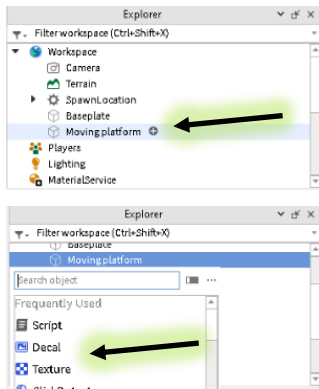 Explorer
Filter workspace (Ctrl+Shift+X)
Workspace
Camera
Terrain
SpawnLocation
Baseplate
Moving platform
Players
Lighting
MaterialService
Explorer
Filter workspace (Ctrl+Shift+X)
Baseplate
Moving platform
Search object
Frequently Used
Script
Decal
Texture